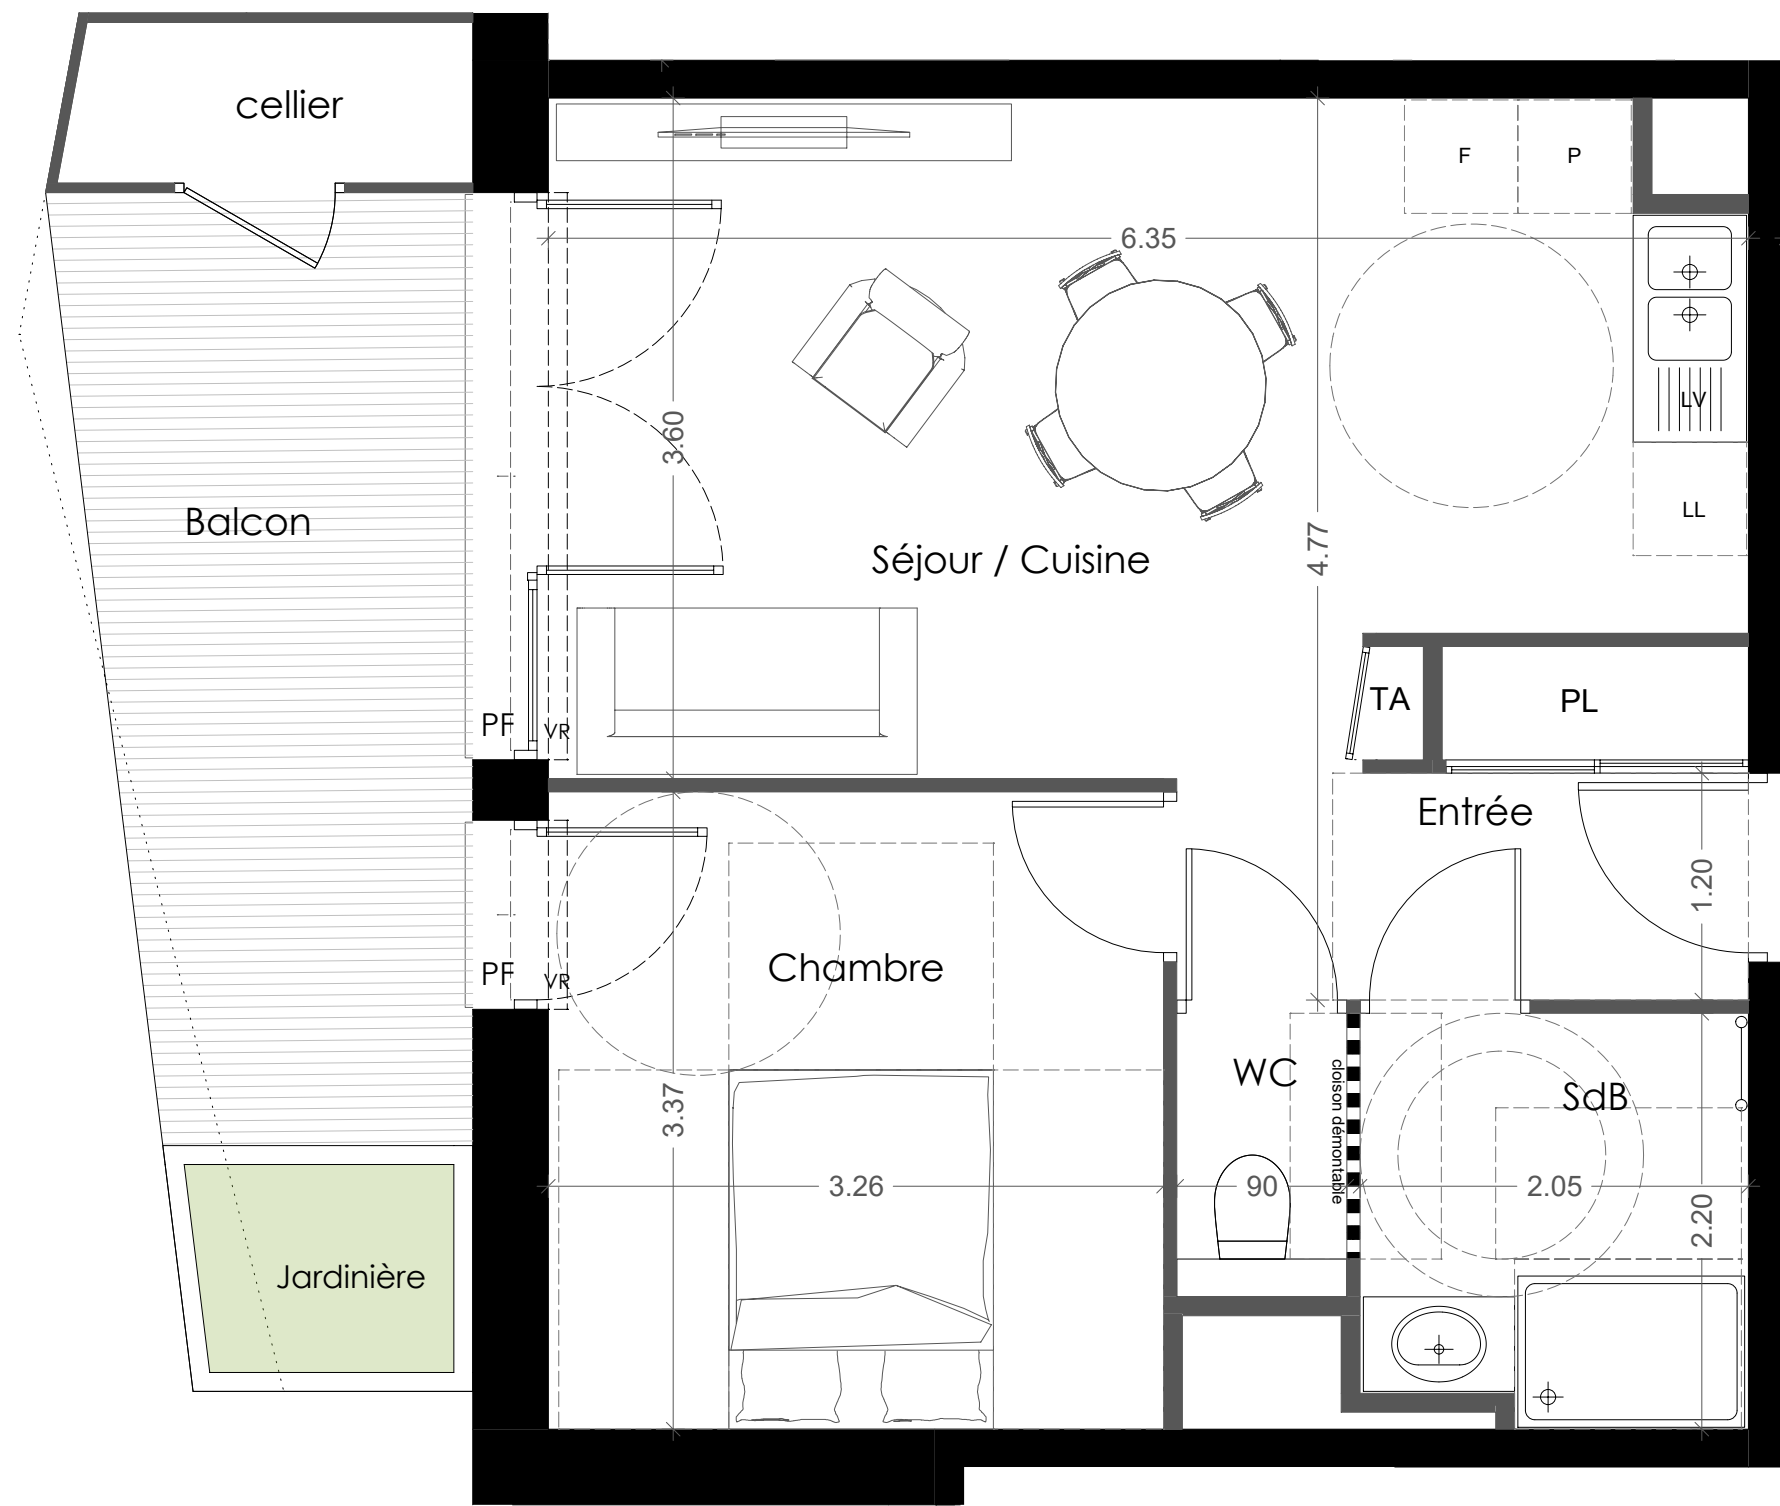 cellier
F
P
6.35
LV
3.60
Balcon
LL
4.77
Séjour / Cuisine
TA
PL
PF
VR
Entrée
1.20
Chambre
PF
VR
WC
cloison démontable
SdB
3.37
3.26
90
2.05
2.20
Jardinière